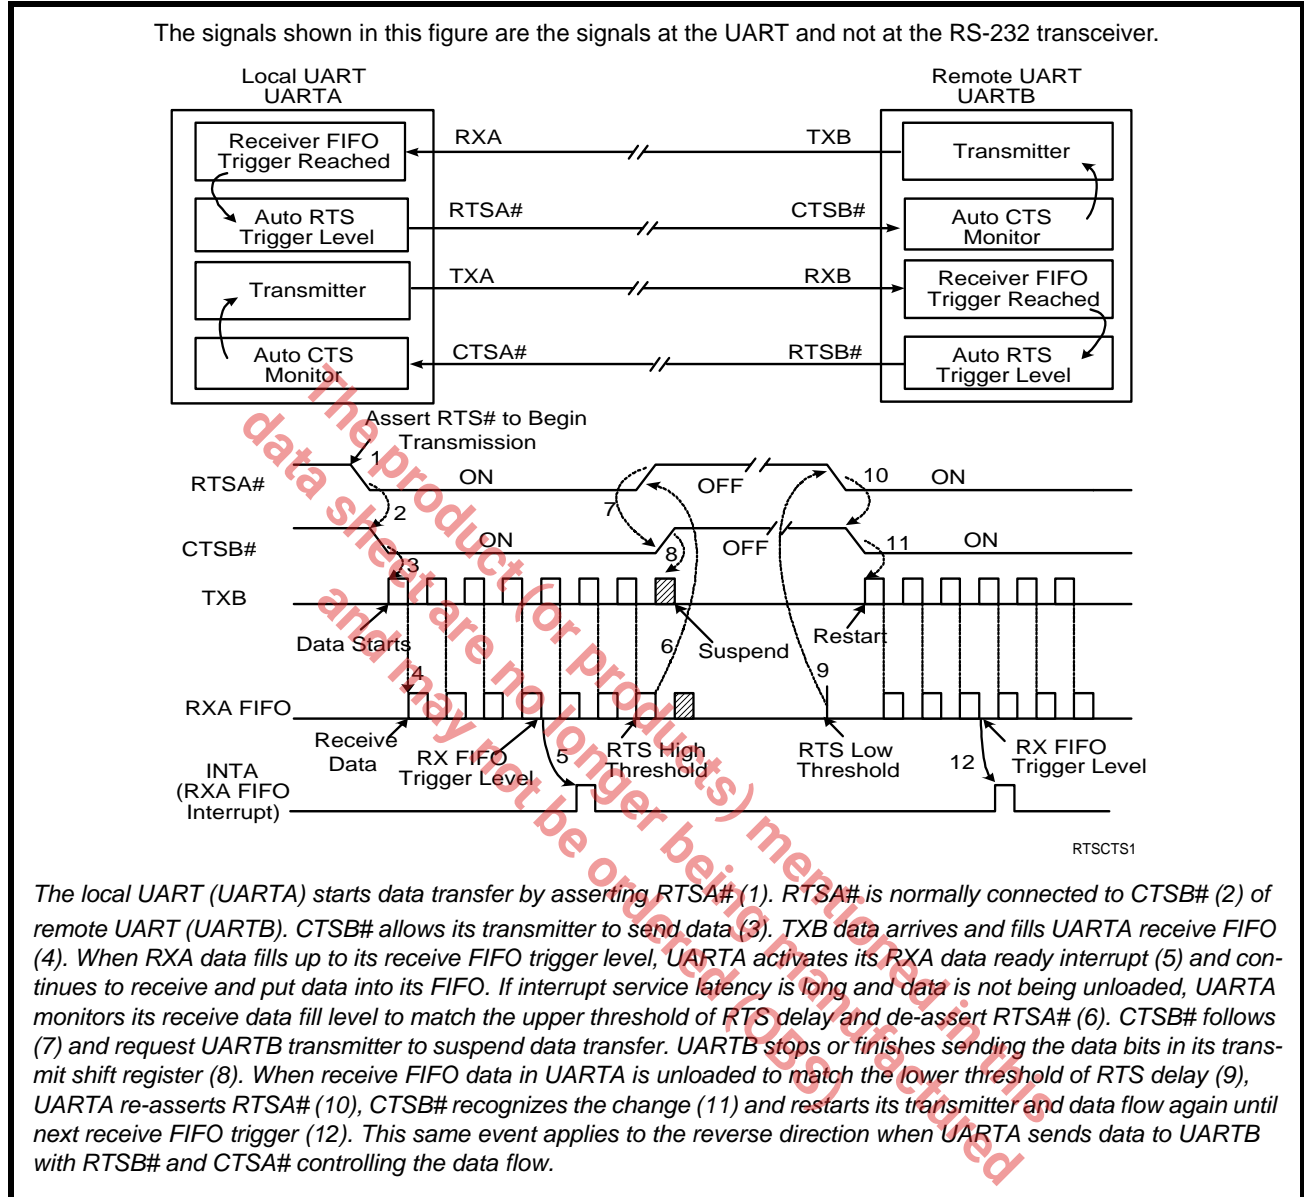 The signals shown in this figure are the signals at the UART and not at the RS-232 transceiver.
Local UART
UARTA
Remote UART
UARTB
Receiver FIFO
Trigger Reached
RXA
TXB
Transmitter
Auto RTS
Trigger Level
RTSA#
CTSB#
Auto CTS
Monitor
Transmitter
TXA
RXB
Receiver FIFO
Trigger Reached
Auto CTS
Monitor
CTSA#
RTSB#
Auto RTS
Trigger Level
Assert RTS# to Begin
Transmission
RTSA#
1
ON
OFF
10
ON
2
7
CTSB#
ON
8
OFF
11
ON
3
TXB
Data Starts
Suspend
Restart
4
6
9
RXA FIFO
Receive
Data
RX FIFO
Trigger Level
5
RTS High
Threshold
RTS Low
Threshold
12
RX FIFO
Trigger Level
INTA
(RXA FIFO
Interrupt)
RTSCTS1
The local UART (UARTA) starts data transfer by asserting RTSA# (1). RTSA# is normally connected to CTSB# (2) of
remote UART (UARTB). CTSB# allows its transmitter to send data (3). TXB data arrives and fills UARTA receive FIFO
(4). When RXA data fills up to its receive FIFO trigger level, UARTA activates its RXA data ready interrupt (5) and con-
tinues to receive and put data into its FIFO. If interrupt service latency is long and data is not being unloaded, UARTA
monitors its receive data fill level to match the upper threshold of RTS delay and de-assert RTSA# (6). CTSB# follows
(7) and request UARTB transmitter to suspend data transfer. UARTB stops or finishes sending the data bits in its trans-
mit shift register (8). When receive FIFO data in UARTA is unloaded to match the lower threshold of RTS delay (9),
UARTA re-asserts RTSA# (10), CTSB# recognizes the change (11) and restarts its transmitter and data flow again until
next receive FIFO trigger (12). This same event applies to the reverse direction when UARTA sends data to UARTB
with RTSB# and CTSA# controlling the data flow.
The product (or products) mentioned in this
data sheet are no longer being manufactured
and may not be ordered (OBS)